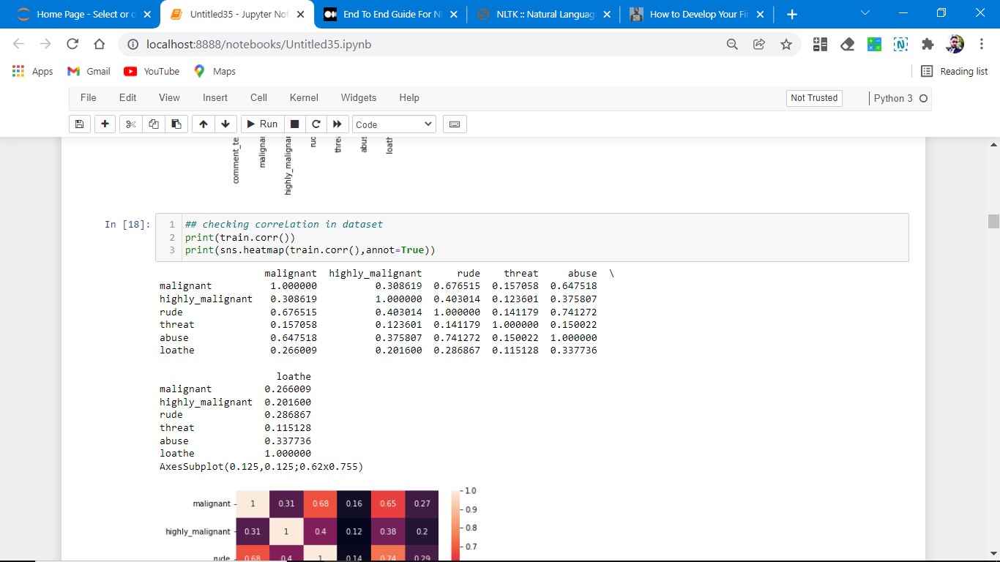 Home Page - Select or c
Untitled35 - Jupyter Not
End To End Guide For N
NLTK :: Natural Languag
How to Develop Your Fir
localhost:8888/notebooks/Untitled35.ipynb
Apps Gmail YouTube Maps Reading list
File Edit View Insert Cell Kernel Widgets Help Not Trusted Python 3
Run Code
comment_te
malignan
highly_malignan
ruc
threa
abus
loath
In [18]:
1 ## checking correlation in dataset
2 print(train.corr())
3 print(sns.heatmap(train.corr(),annot=True))
malignant highly_malignant rude threat abuse \
malignant 1.000000 0.308619 0.676515 0.157058 0.647518
highly_malignant 0.308619 1.000000 0.403014 0.123601 0.375807
rude 0.676515 0.403014 1.000000 0.141179 0.741272
threat 0.157058 0.123601 0.141179 1.000000 0.150022
abuse 0.647518 0.375807 0.741272 0.150022 1.000000
loathe 0.266009 0.201600 0.286867 0.115128 0.337736
loathe
malignant 0.266009
highly_malignant 0.201600
rude 0.286867
threat 0.115128
abuse 0.337736
loathe 1.000000
AxesSubplot(0.125,0.125;0.62x0.755)
malignant 1 0.31 0.68 0.16 0.65 0.27
highly_malignant 0.31 1 0.4 0.12 0.38 0.2
rude 0.68 0.4 1 0.14 0.74 0.29
1.0
0.9
0.8
0.7